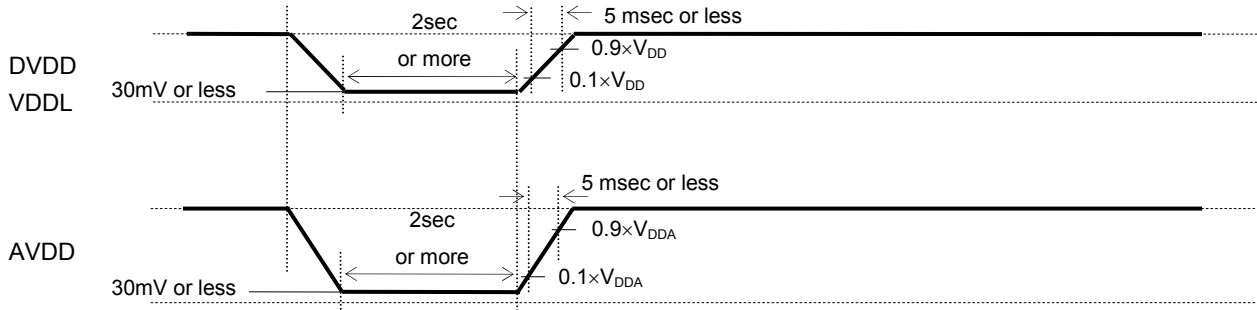 2sec
or more
5 msec or less
0.9×VDD
0.1×VDD
DVDD
VDDL
30mV or less
5 msec or less
2sec
or more
0.9×VDDA
0.1×VDDA
AVDD
30mV or less